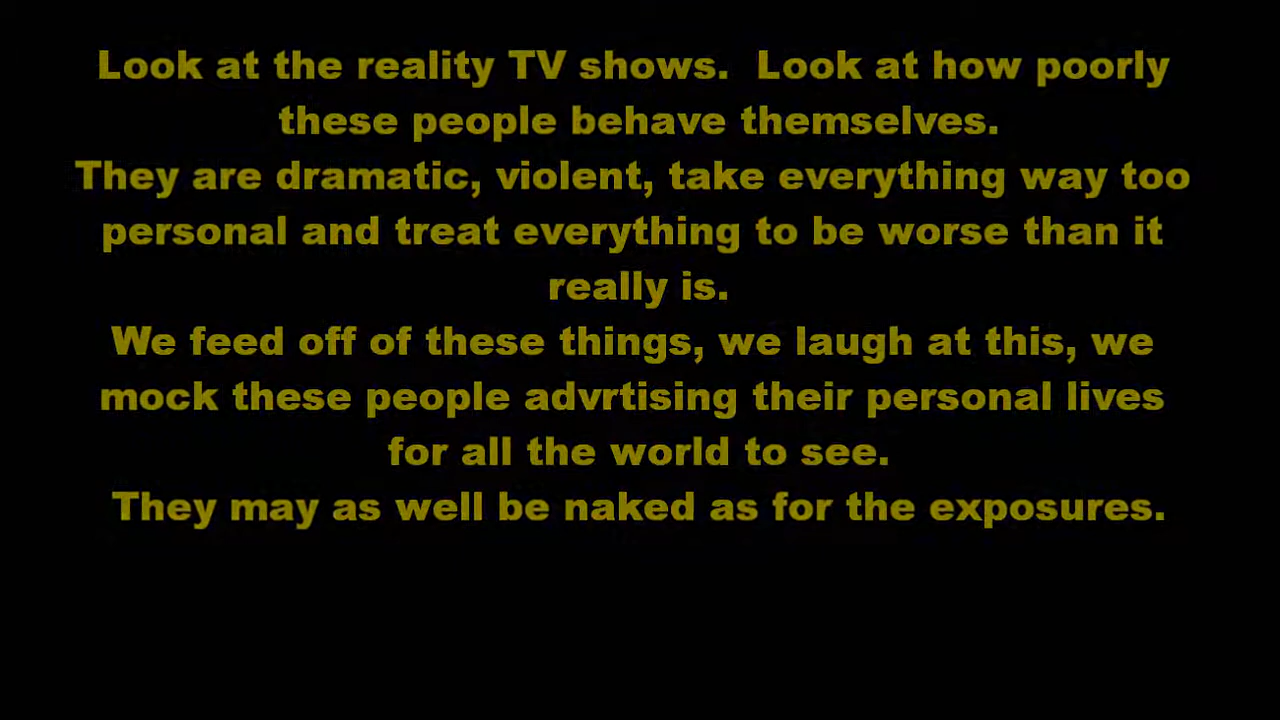 Look at the reality TV shows.  Look at how poorly
these people behave themselves.
They are dramatic, violent, take everything way too
personal and treat everything to be worse than it
really is.
We feed off of these things, we laugh at this, we
mock these people advrtising their personal lives
for all the world to see.
They may as well be naked as for the exposures.